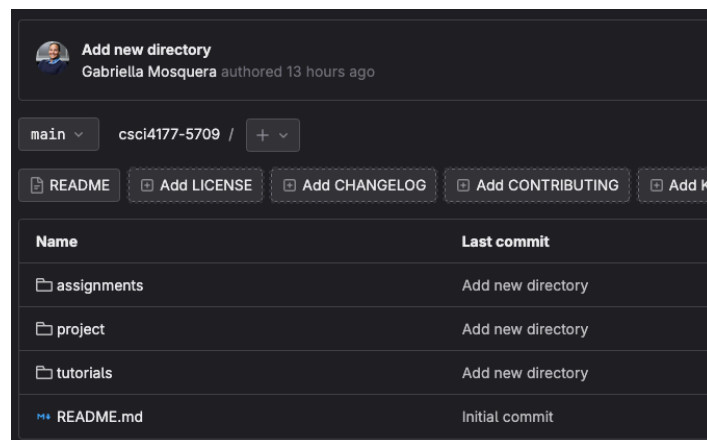 Add new directory
Gabriella Mosquera authored 13 hours ago
main csci4177-5709 / +
README Add LICENSE Add CHANGELOG Add CONTRIBUTING Add K
Name Last commit
assignments Add new directory
project Add new directory
tutorials Add new directory
README.md Initial commit